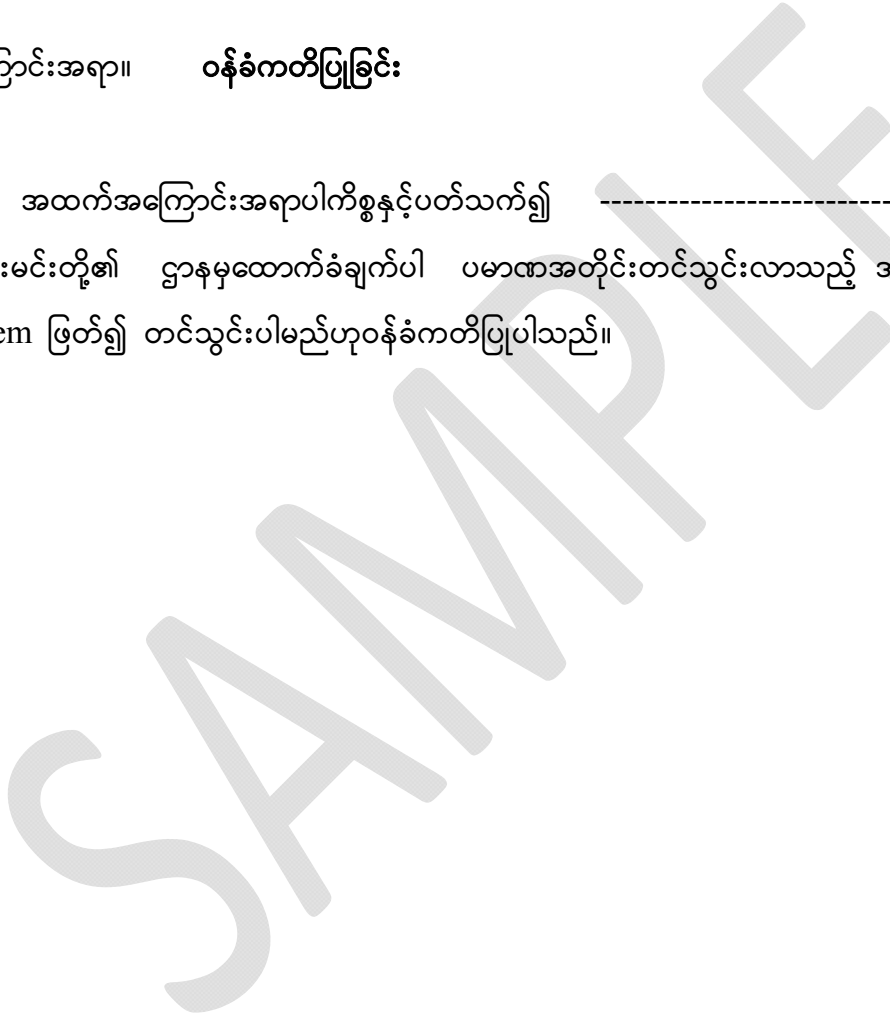 ကြောင်းအရာ။ ဝန်ခံကတိပြုခြင်း
အထက်အကြောင်းအရာပါကိစ္စနှင့်ပတ်သက်၍ --------------------------
းမင်းတို့၏ ဌာနမှထောက်ခံချက်ပါ ပမာဏအတိုင်းတင်သွင်းလာသည့်
em ဖြတ်၍ တင်သွင်းပါမည်ဟုဝန်ခံကတိပြုပါသည်။
SAMPLE